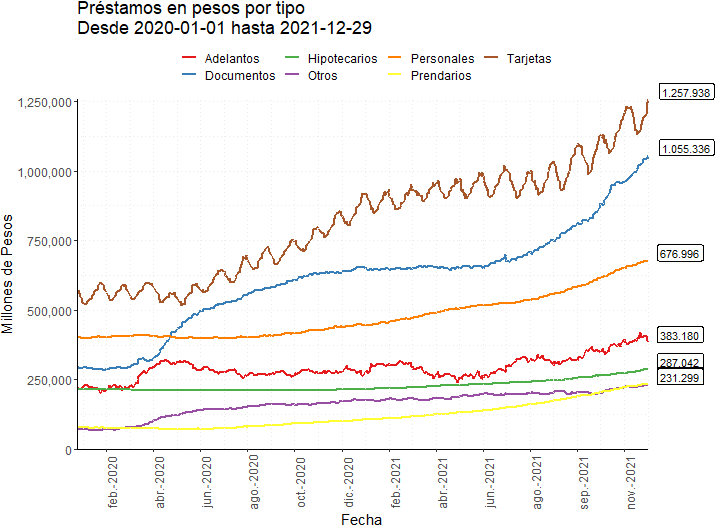 Préstamos en pesos por tipo
Desde 2020-01-01 hasta 2021-12-29
Adelantos Hipotecarios Personales Tarjetas
Documentos Otros Prendarios
1.257.938
1,250,000
1.055.336
1,000,000
750,000
676.996
500,000
383.180
287.042
250,000
231.299
0
Millones de Pesos
feb.-2020 abr.-2020 jun.-2020 ago.-2020 oct.-2020 dic.-2020 feb.-2021 abr.-2021 jun.-2021 ago.-2021 sep.-2021 nov.-2021
Fecha